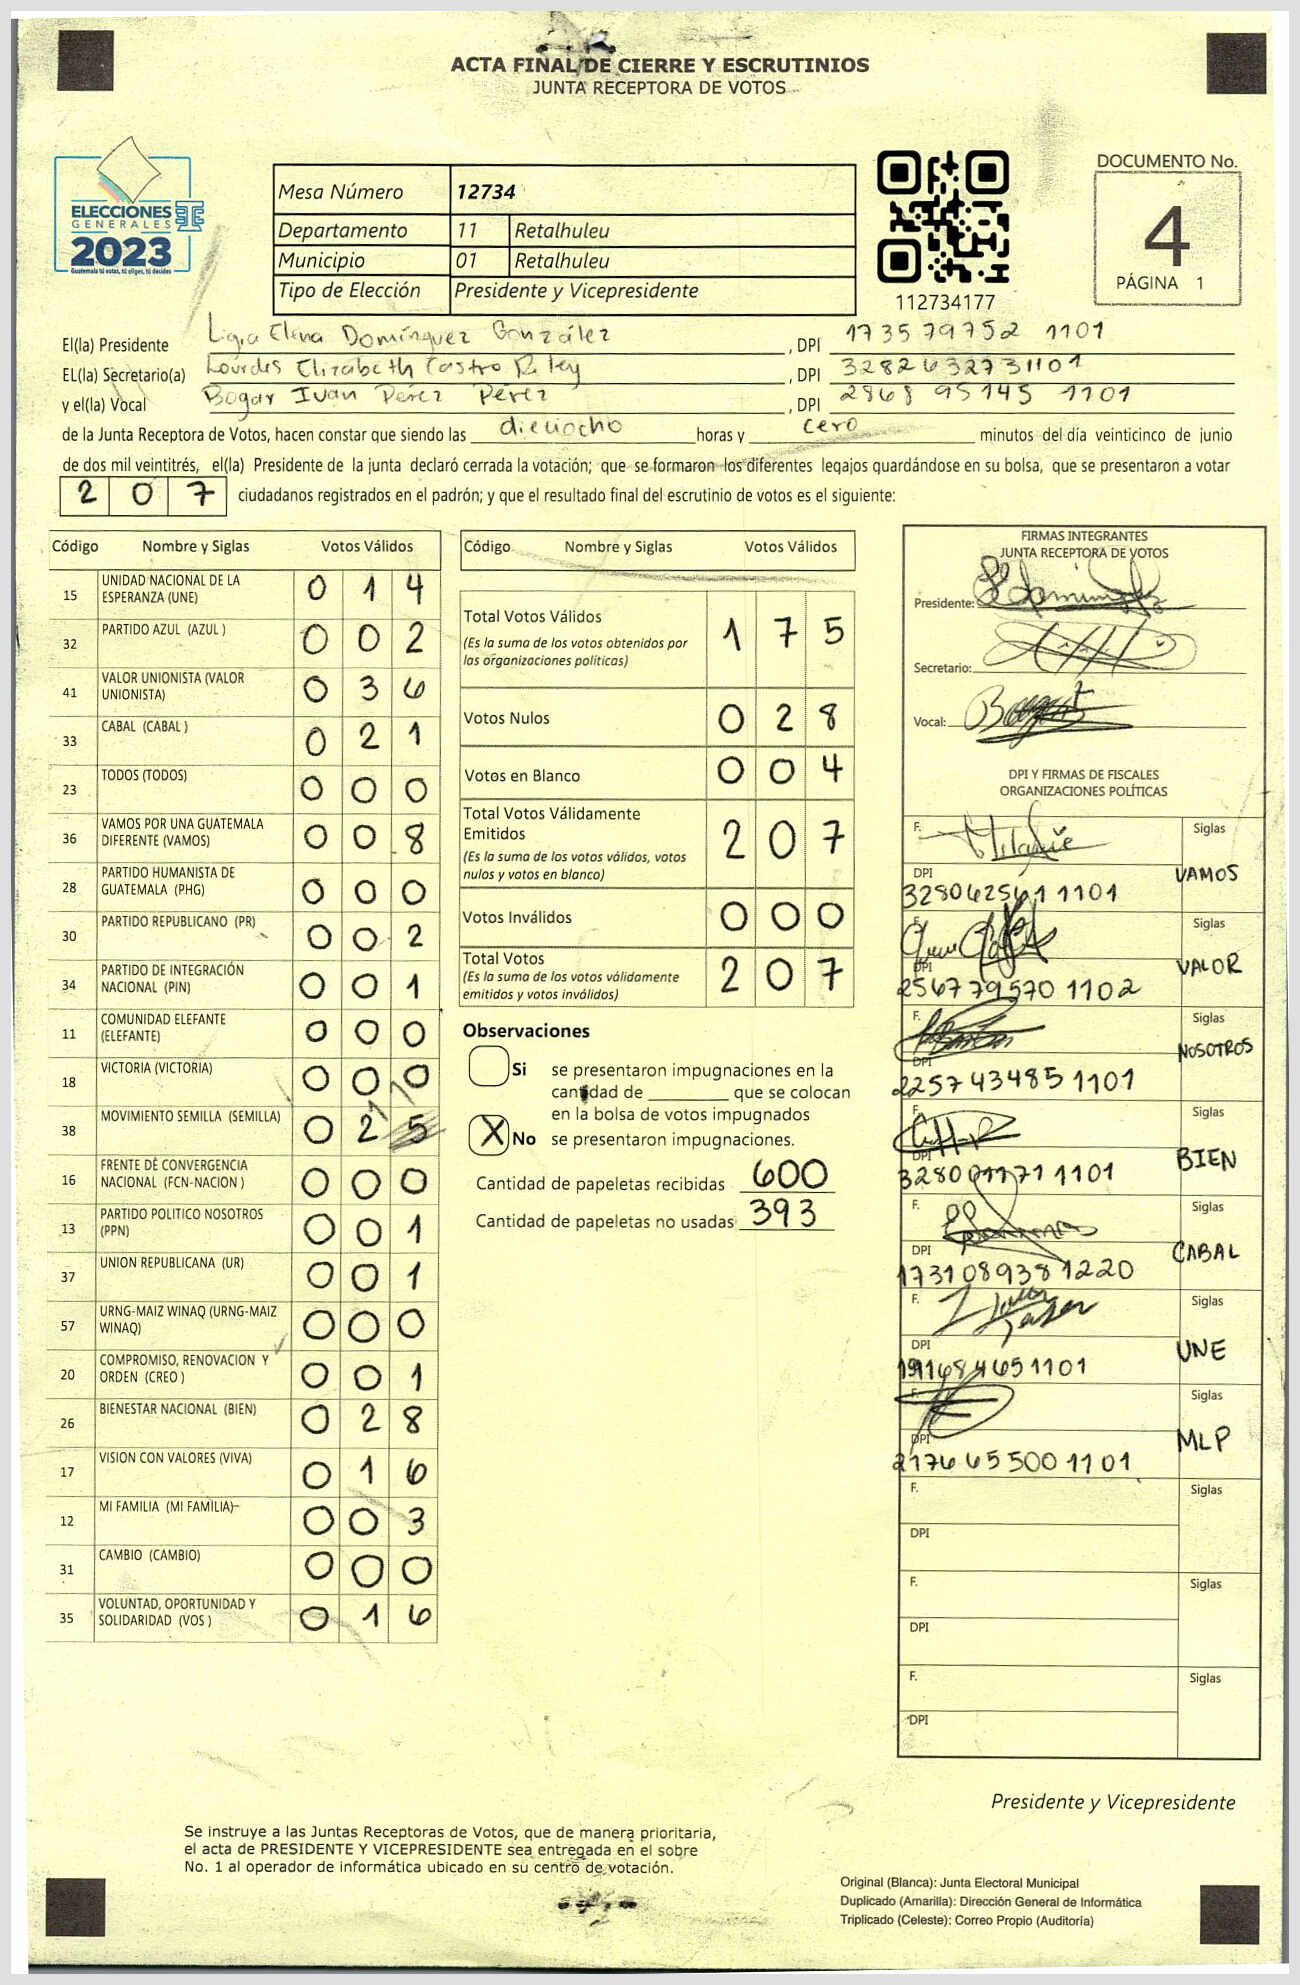 ACTA FINAL DE CIERRE Y ESCRUTINIOS
JUNTA RECEPTORA DE VOTOS
ELECCIONES
GENERALES
2023
Guatemala tú votas, tú eliges, tú decides
Mesa Número 12734
Departamento 11 Retalhuleu
Municipio 01 Retalhuleu
Tipo de Elección Presidente y Vicepresidente
112734177
DOCUMENTO No.
4
PÁGINA 1
El(la) Presidente Ligia Elena Domínguez González, DPI 173579752 1101
EL(la) Secretario(a) Lourdes Elizabeth Castro Riley, DPI 3282632731101
y el(la) Vocal Bogar Ivan Pérez Pérez, DPI 2868 95145 1101
de la Junta Receptora de Votos, hacen constar que siendo las dieciocho horas y cero minutos del día veinticinco de junio
de dos mil veintitrés, el(la) Presidente de la junta declaró cerrada la votación; que se formaron los diferentes legajos guardándose en su bolsa, que se presentaron a votar
207 ciudadanos registrados en el padrón; y que el resultado final del escrutinio de votos es el siguiente:
Código Nombre y Siglas Votos Válidos
15 UNIDAD NACIONAL DE LA ESPERANZA (UNE) 0 1 4
32 PARTIDO AZUL (AZUL ) 0 0 2
41 VALOR UNIONISTA (VALOR UNIONISTA) 0 3 6
33 CABAL (CABAL ) 0 2 1
23 TODOS (TODOS) 0 0 0
36 VAMOS POR UNA GUATEMALA DIFERENTE (VAMOS) 0 0 8
28 PARTIDO HUMANISTA DE GUATEMALA (PHG) 0 0 0
30 PARTIDO REPUBLICANO (PR) 0 0 2
34 PARTIDO DE INTEGRACIÓN NACIONAL (PIN) 0 0 1
11 COMUNIDAD ELEFANTE (ELEFANTE) 0 0 0
18 VICTORIA (VICTORIA) 0 0 0
38 MOVIMIENTO SEMILLA (SEMILLA) 0 2 5
16 FRENTE DE CONVERGENCIA NACIONAL (FCN-NACION ) 0 0 0
13 PARTIDO POLITICO NOSOTROS (PPN) 0 0 1
37 UNION REPUBLICANA (UR) 0 0 1
57 URNG-MAIZ WINAQ (URNG-MAIZ WINAQ) 0 0 0
20 COMPROMISO, RENOVACION Y ORDEN (CREO ) 0 0 1
26 BIENESTAR NACIONAL (BIEN) 0 2 8
17 VISION CON VALORES (VIVA) 0 1 6
12 MI FAMILIA (MI FAMILIA) 0 0 3
31 CAMBIO (CAMBIO) 0 0 0
35 VOLUNTAD, OPORTUNIDAD Y SOLIDARIDAD (VOS ) 0 1 6
Código Nombre y Siglas Votos Válidos
Total Votos Válidos 1 7 5
(Es la suma de los votos obtenidos por
las organizaciones políticas)
Votos Nulos 0 2 8
Votos en Blanco 0 0 4
Total Votos Válidamente
Emitidos 2 0 7
(Es la suma de los votos válidos, votos
nulos y votos en blanco)
Votos Inválidos 0 0 0
Total Votos 2 0 7
(Es la suma de los votos válidamente
emitidos y votos inválidos)
Observaciones
Si se presentaron impugnaciones en la
cantidad de ________ que se colocan
en la bolsa de votos impugnados
X No se presentaron impugnaciones.
Cantidad de papeletas recibidas 600
Cantidad de papeletas no usadas 393
FIRMAS INTEGRANTES
JUNTA RECEPTORA DE VOTOS
Presidente:
Secretario:
Vocal:
DPI Y FIRMAS DE FISCALES
ORGANIZACIONES POLÍTICAS
F. Siglas
DPI VAMOS
328062561 1101
F. Siglas
DPI VALOR
256779570 1102
F. Siglas
DPI NOSOTROS
225743485 1101
F. Siglas
DPI BIEN
1101
F. Siglas
DPI CABAL
173108938 1220
F. Siglas
DPI UNE
1101
F. Siglas
DPI MLP
217665500 1101
F. Siglas
DPI
F. Siglas
DPI
F. Siglas
DPI
Presidente y Vicepresidente
Se instruye a las Juntas Receptoras de Votos, que de manera prioritaria,
el acta de PRESIDENTE Y VICEPRESIDENTE sea entregada en el sobre
No. 1 al operador de informática ubicado en su centro de votación.
Original (Blanca): Junta Electoral Municipal
Duplicado (Amarilla): Dirección General de Informática
Triplicado (Celeste): Correo Propio (Auditoría)